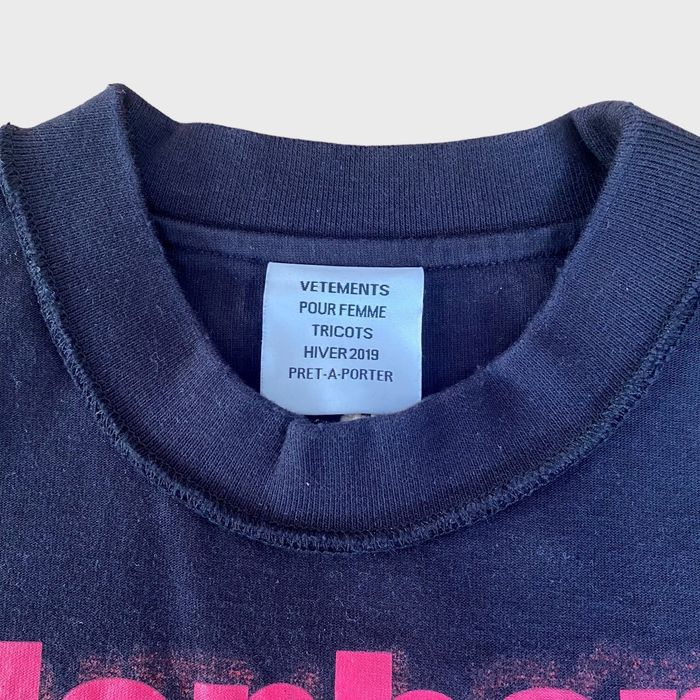 VETEMENTS
POUR FEMME
TRICOTS
HIVER 2019
PRET-A-PORTER